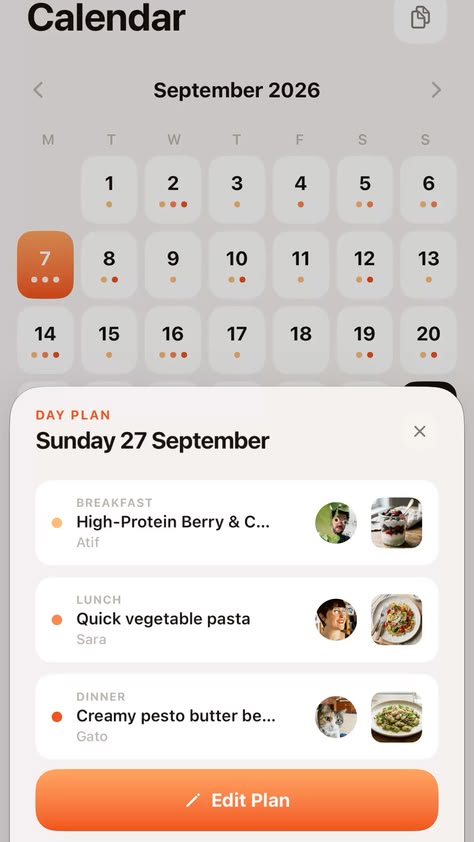 Calendar
September 2026
M T W T F S S
1 2 3 4 5 6
7 8 9 10 11 12 13
14 15 16 17 18 19 20
DAY PLAN
Sunday 27 September
BREAKFAST
High-Protein Berry & C...
Atif
LUNCH
Quick vegetable pasta
Sara
DINNER
Creamy pesto butter be...
Gato
Edit Plan